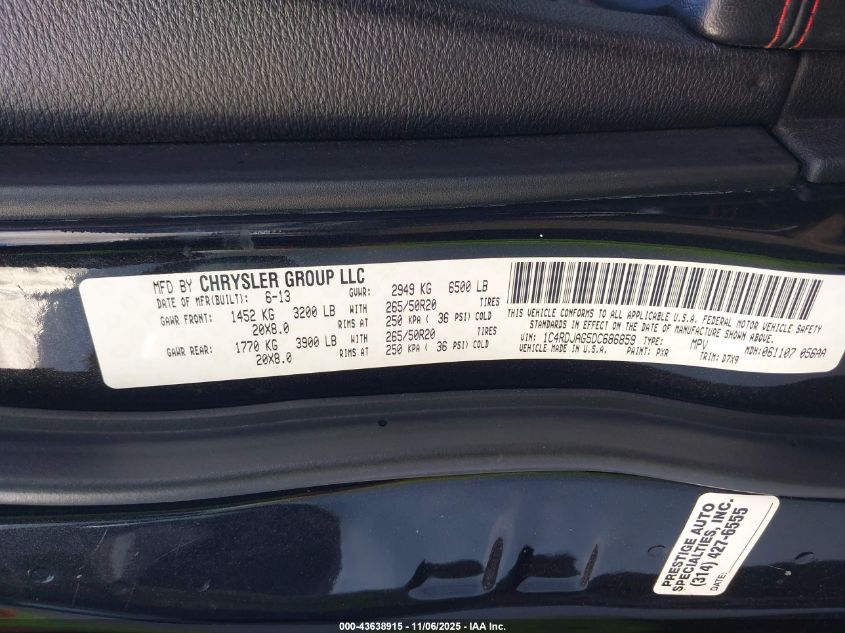 MFD BY CHRYSLER GROUP LLC
DATE OF MFR(BUILT): 6-13 GVWR: 2949 KG 6500 LB
GAWR FRONT: 1452 KG 3200 LB WITH 265/50R20 TIRES
20X8.0 RIMS AT 250 KPA ( 36 PSI) COLD
GAWR REAR: 1770 KG 3900 LB WITH 265/50R20 TIRES
20X8.0 RIMS AT 250 KPA ( 36 PSI) COLD
THIS VEHICLE CONFORMS TO ALL APPLICABLE U.S.A. FEDERAL MOTOR VEHICLE SAFETY
STANDARDS IN EFFECT ON THE DATE OF MANUFACTURE SHOWN ABOVE.
VIN: 1C4RDJAG5DC686859 TYPE: MPV MDH: 061107 056AA
VEHICLE MADE IN U.S.A. PAINT: PXR TRIM: D7X9
PRESTIGE AUTO
SPECIALTIES, INC.
(314) 427-6555
DATE:
000-43638915 - 11/06/2025 - IAA Inc.